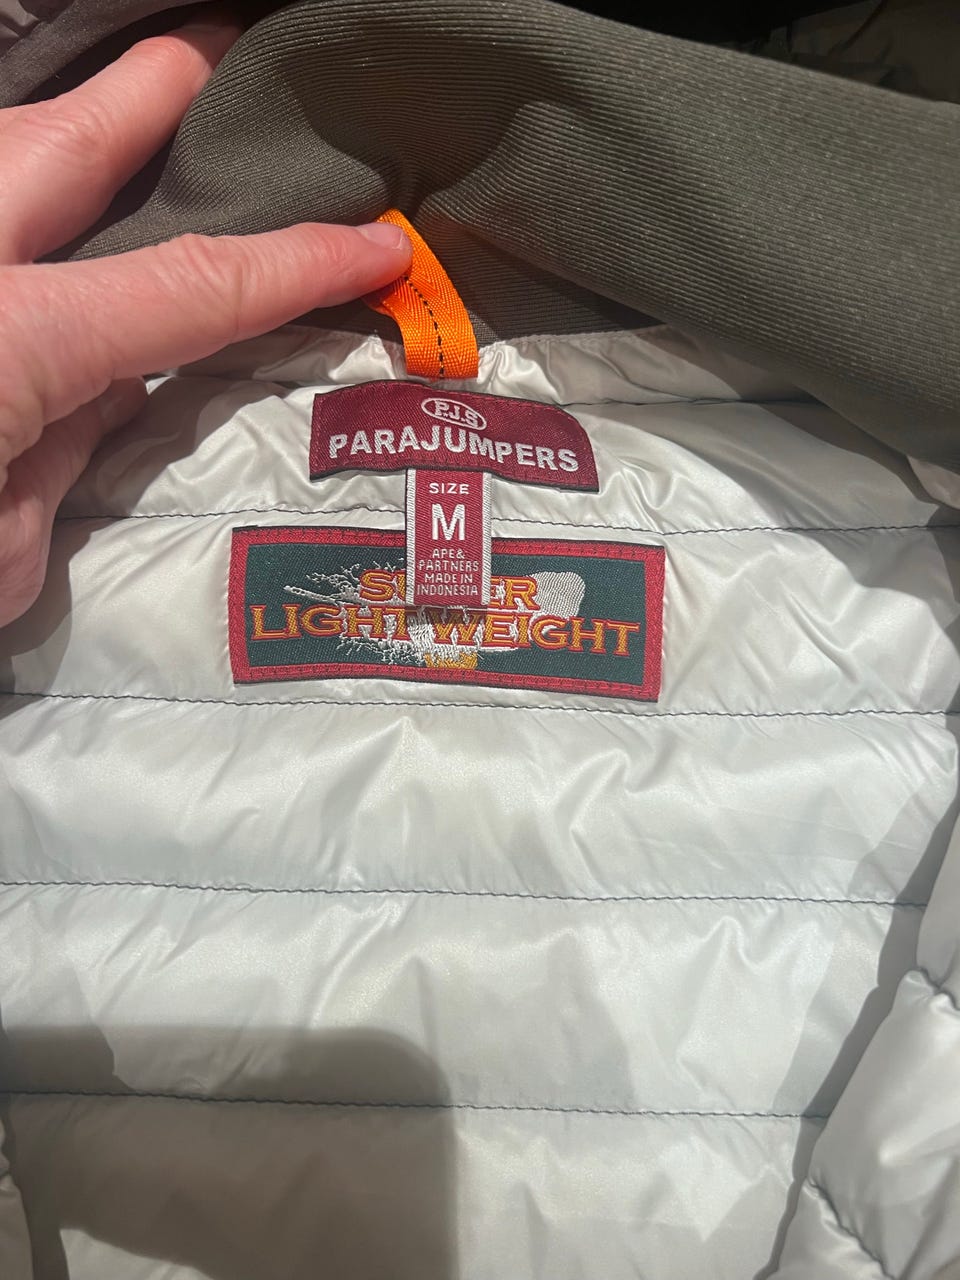 P.J.S
PARAJUMPERS
SIZE
M
APE&
PARTNERS
MADE IN
INDONESIA
LIGHT WEIGHT